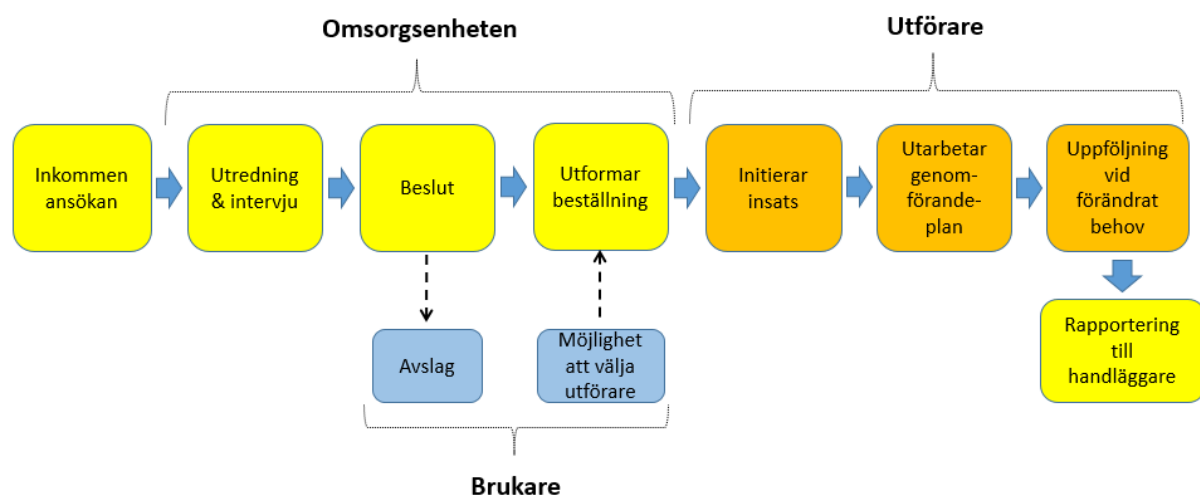 Omsorgsenheten
Utförare
Inkommen
ansökan
Utredning
& intervju
Beslut
Utformar
beställning
Initierar
insats
Utarbetar
genom-
förande-
plan
Uppföljning
vid
förändrat
behov
Avslag
Möjlighet
att välja
utförare
Rapportering
till
handläggare
Brukare